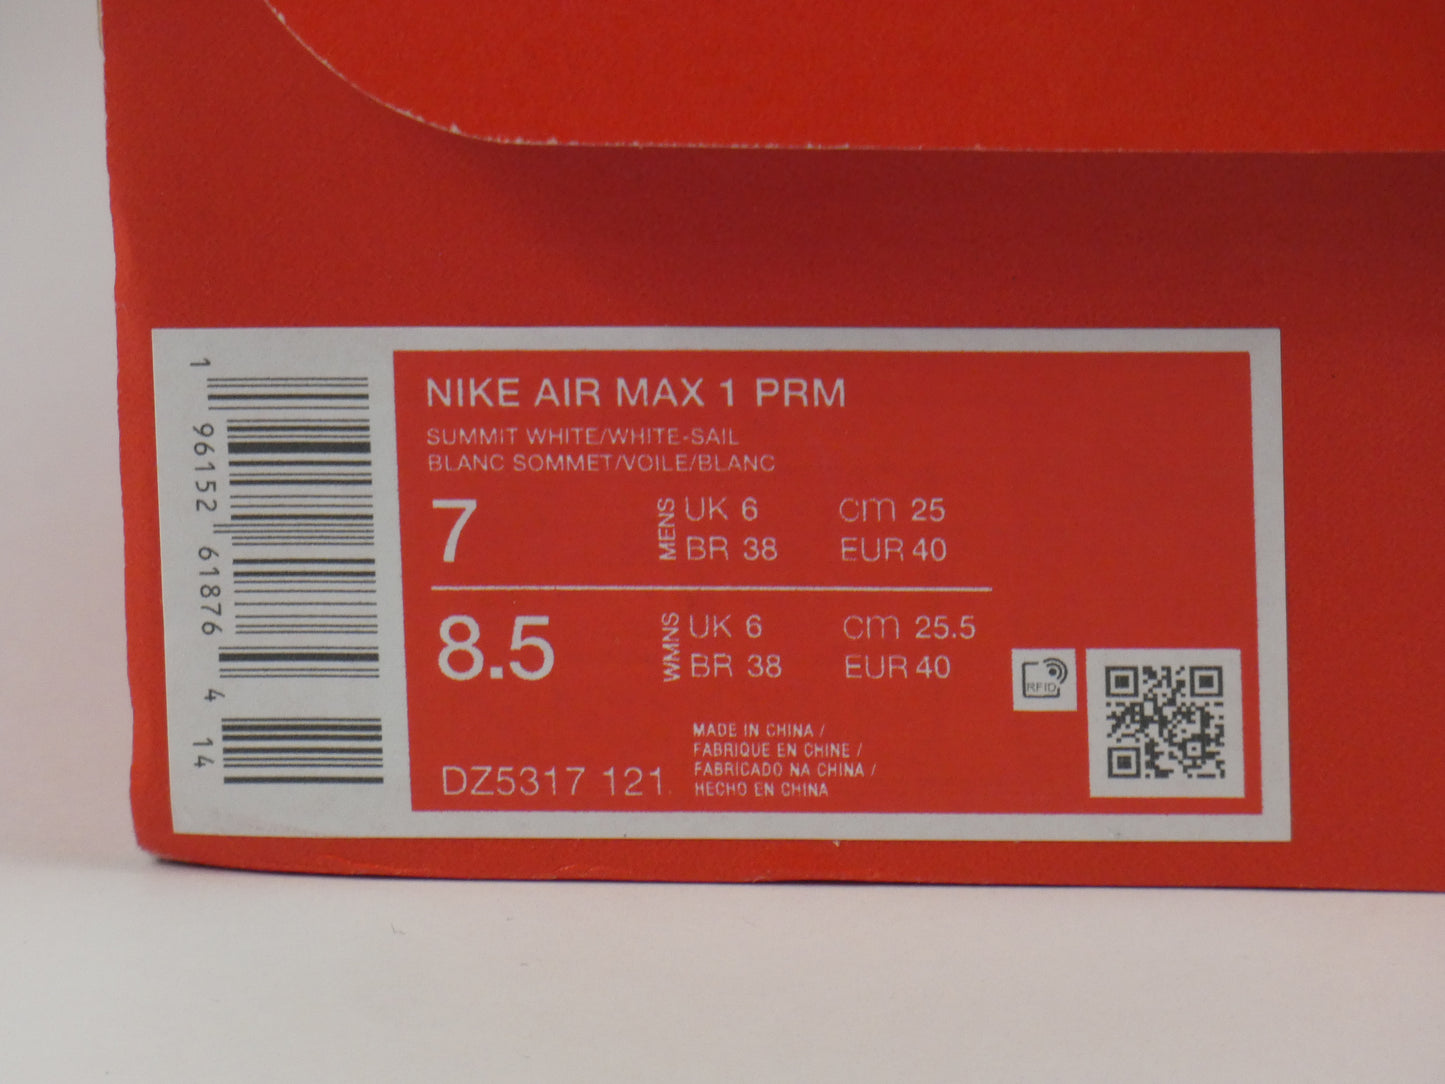 1
96152
61876
4
14
NIKE AIR MAX 1 PRM
SUMMIT WHITE/WHITE-SAIL
BLANC SOMMET/VOILE/BLANC
7
MENS
UK 6 cm 25
BR 38 EUR 40
8.5
WMNS
UK 6 cm 25.5
BR 38 EUR 40
RFID
MADE IN CHINA /
FABRIQUE EN CHINE /
FABRICADO NA CHINA /
HECHO EN CHINA
DZ5317 121